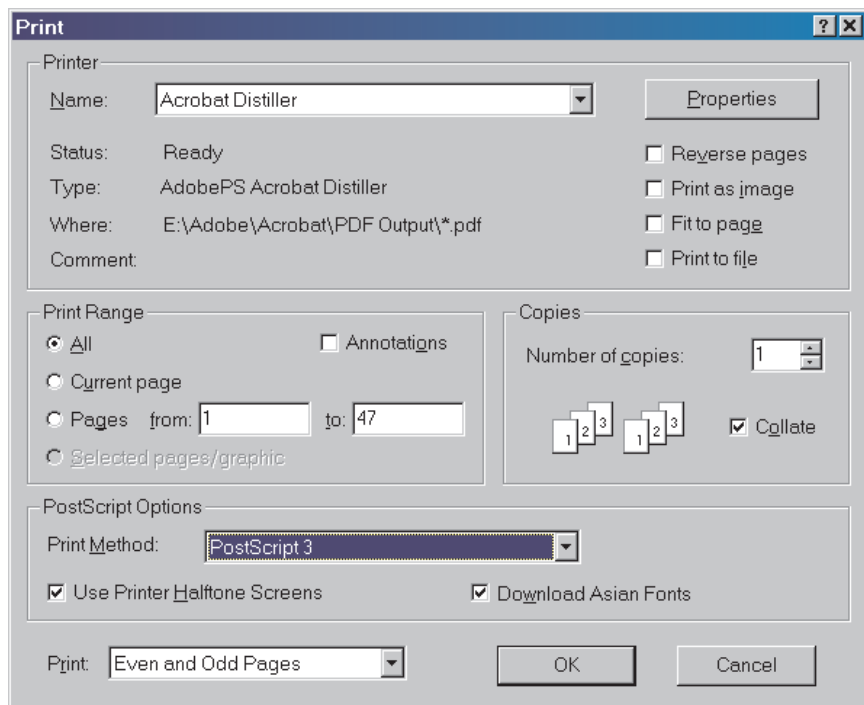 Print
Printer
Name: Acrobat Distiller Properties
Status: Ready Reverse pages
Type: AdobePS Acrobat Distiller Print as image
Where: E:\Adobe\Acrobat\PDF Output\*.pdf Fit to page
Comment: Print to file
Print Range
All Annotations
Current page
Pages from: 1 to: 47
Selected pages/graphic
Copies
Number of copies: 1
1 2 3 1 2 3 Collate
PostScript Options
Print Method: PostScript 3
Use Printer Halftone Screens Download Asian Fonts
Print: Even and Odd Pages OK Cancel